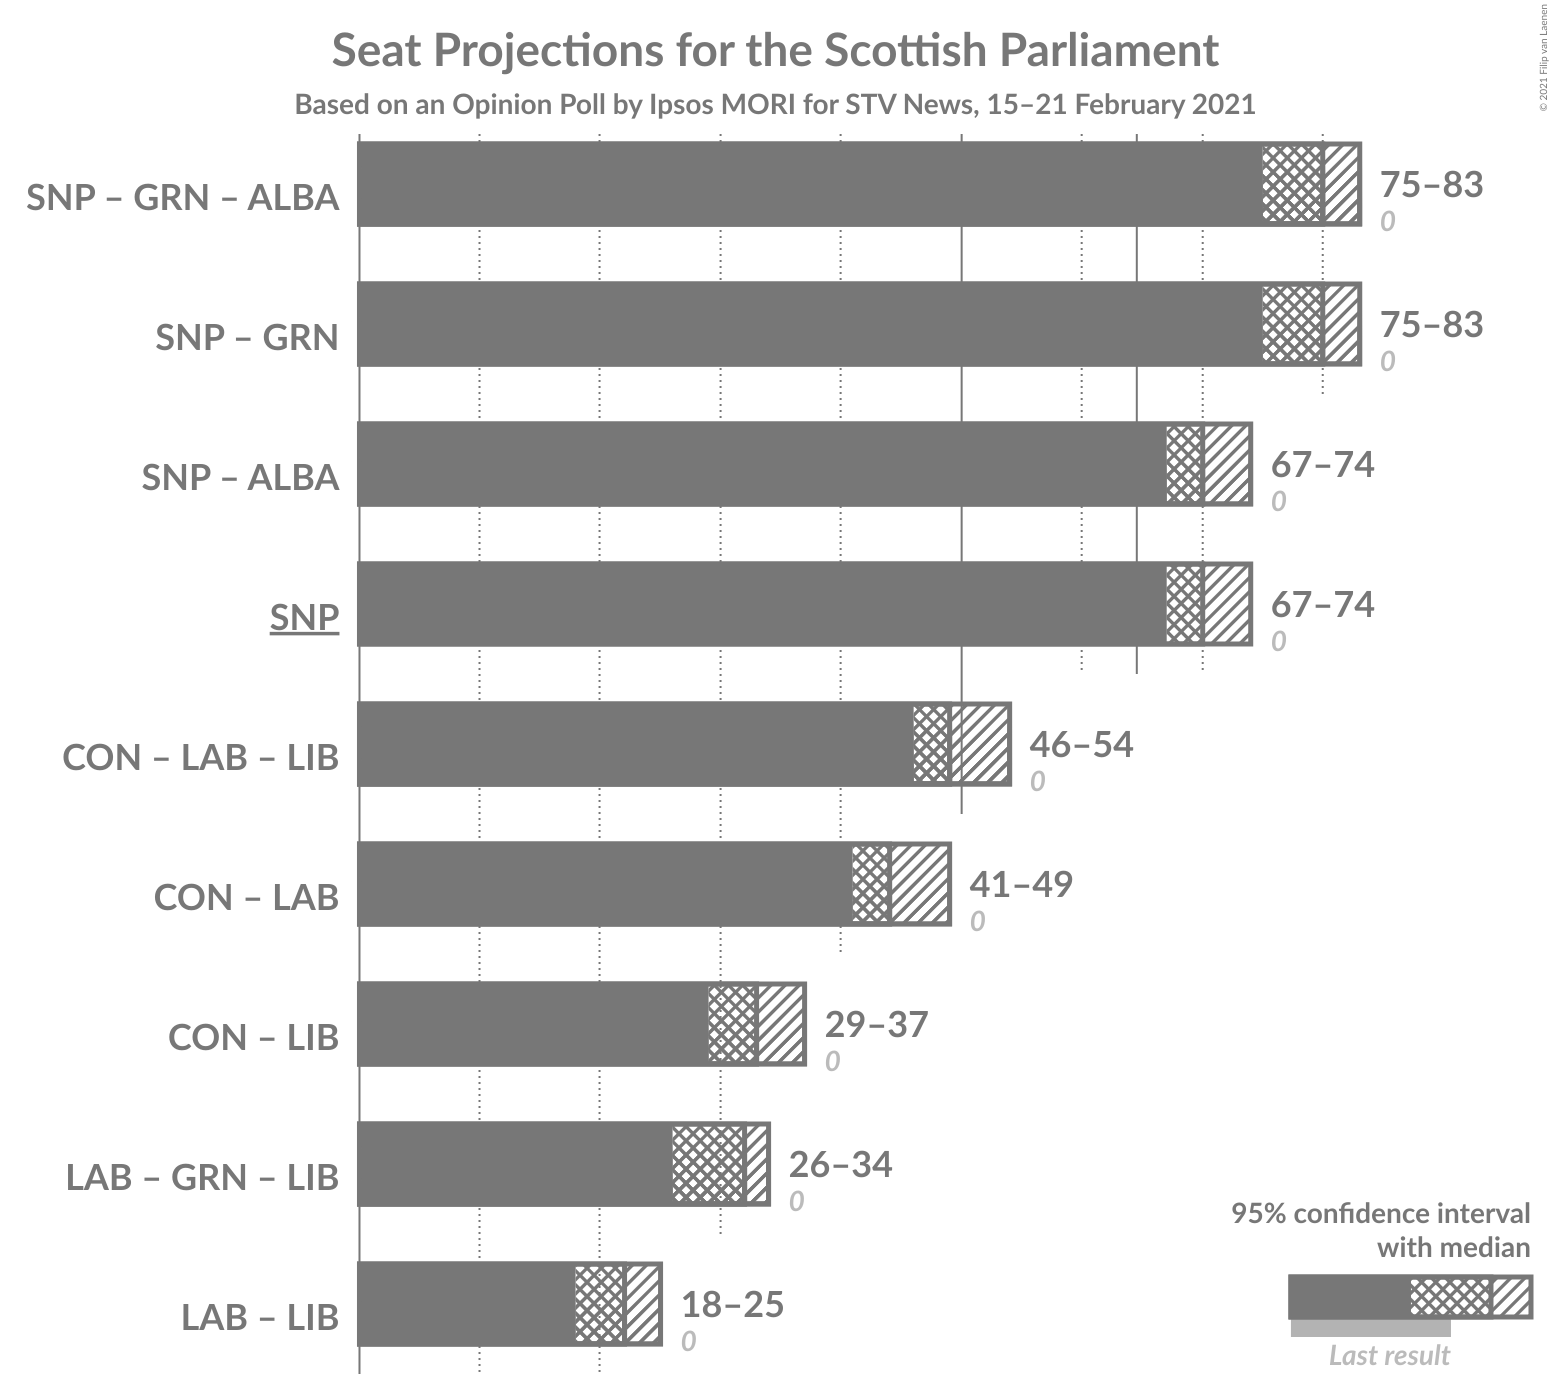 Seat Projections for the Scottish Parliament
Based on an Opinion Poll by Ipsos MORI for STV News, 15–21 February 2021
© 2021 Filip van Laenen
SNP – GRN – ALBA
75–83
0
SNP – GRN
75–83
0
SNP – ALBA
67–74
0
SNP
67–74
0
CON – LAB – LIB
46–54
0
CON – LAB
41–49
0
CON – LIB
29–37
0
LAB – GRN – LIB
26–34
0
LAB – LIB
18–25
0
95% confidence interval
with median
Last result